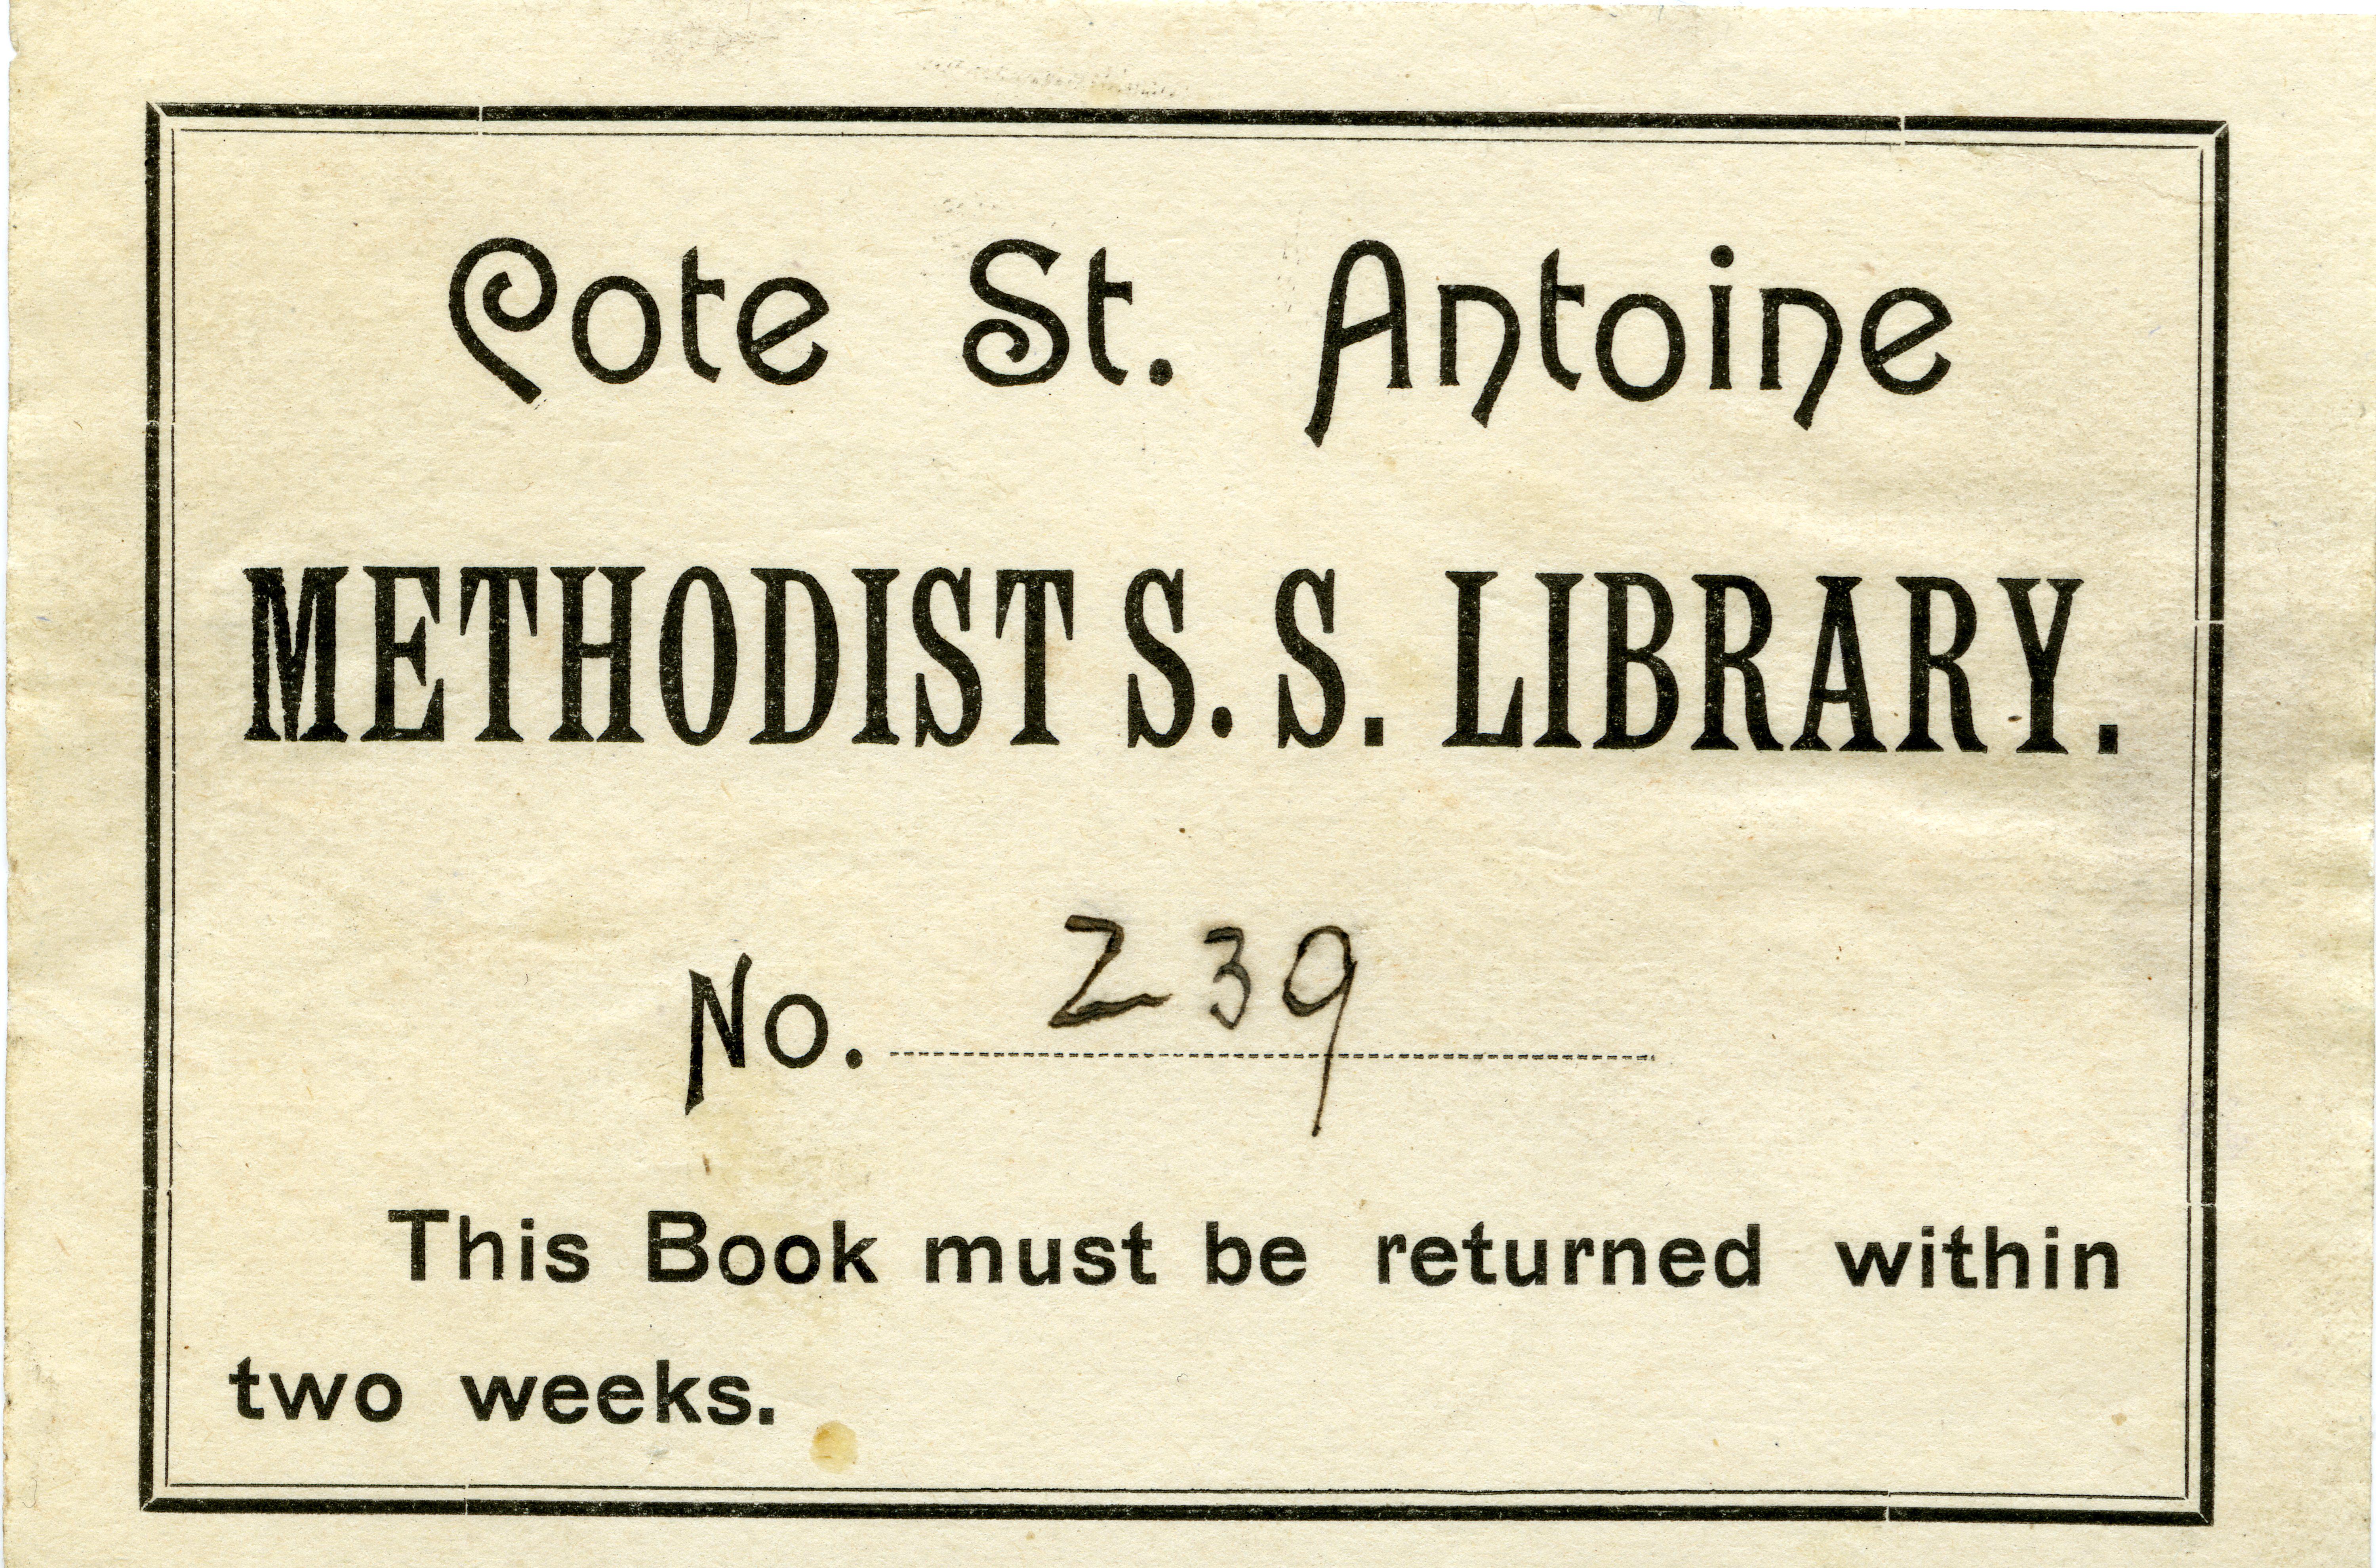 Cote St. Antoine
METHODIST S. S. LIBRARY.
No. 239
This Book must be returned within
two weeks.